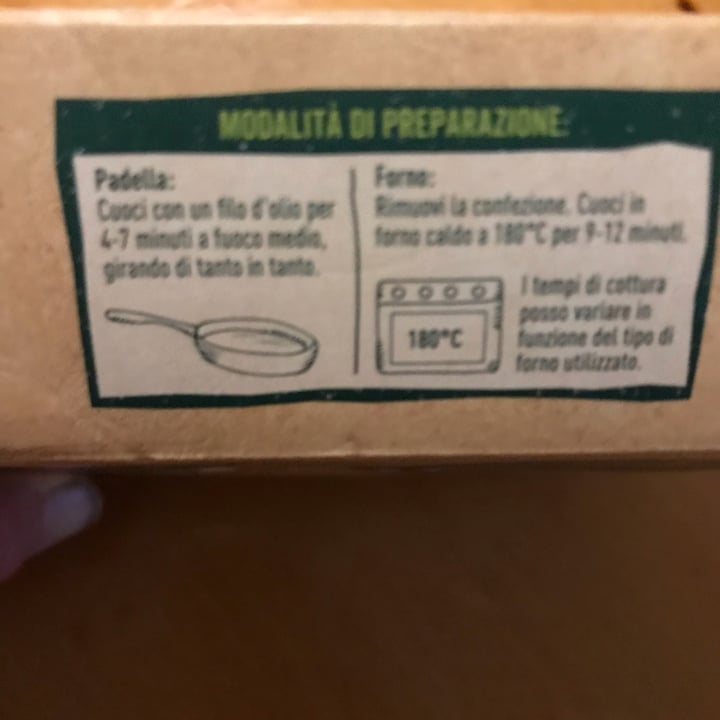 MODALITÀ DI PREPARAZIONE:
Padella:
Cuoci con un filo d'olio per
4-7 minuti a fuoco medio,
girando di tanto in tanto.
Forno:
Rimuovi la confezione. Cuoci in
forno caldo a 180°C per 9-12 minuti.
180°C
I tempi di cottura
posso variare in
funzione del tipo di
forno utilizzato.